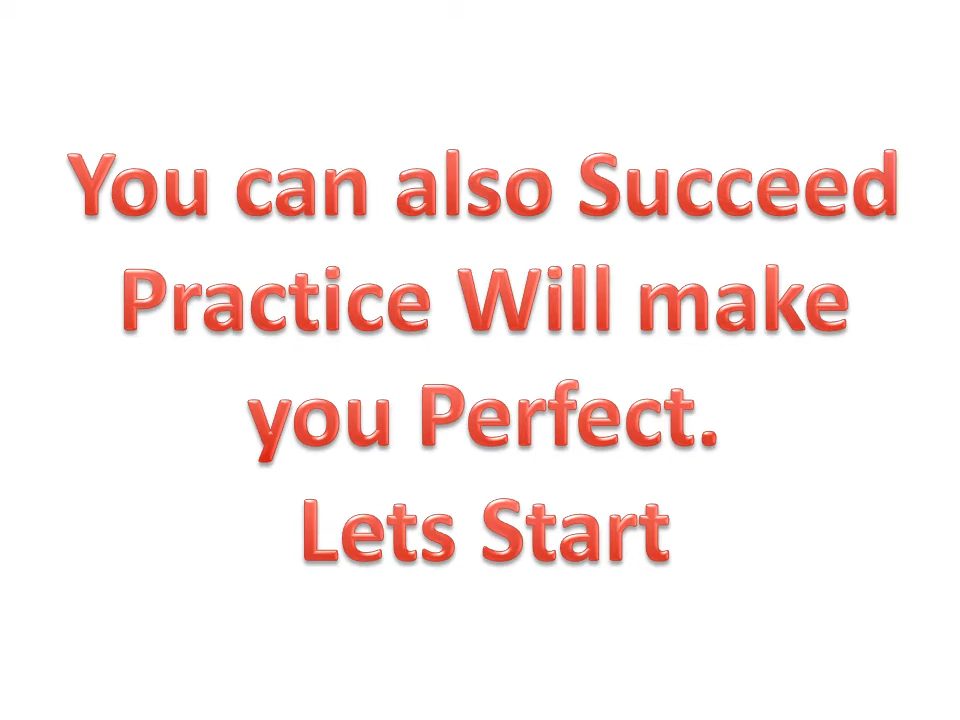 You can also Succeed
Practice Will make
you Perfect.
Lets Start